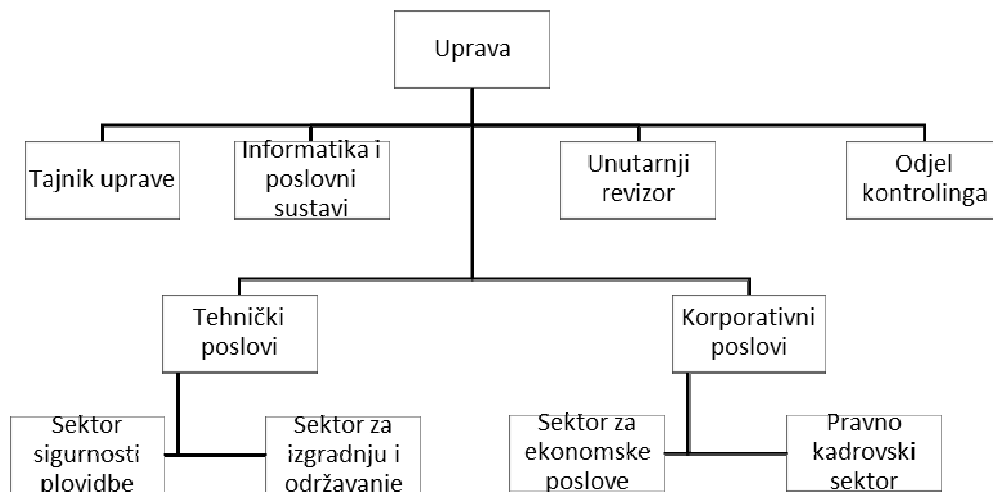 Uprava
Tajnik uprave
Informatika i
poslovni
sustavi
Unutarnji
revizor
Odjel
kontrolinga
Tehnički
poslovi
Korporativni
poslovi
Sektor
sigurnosti
plovidbe
Sektor za
izgradnju i
održavanje
Sektor za
ekonomske
poslove
Pravno
kadrovski
sektor